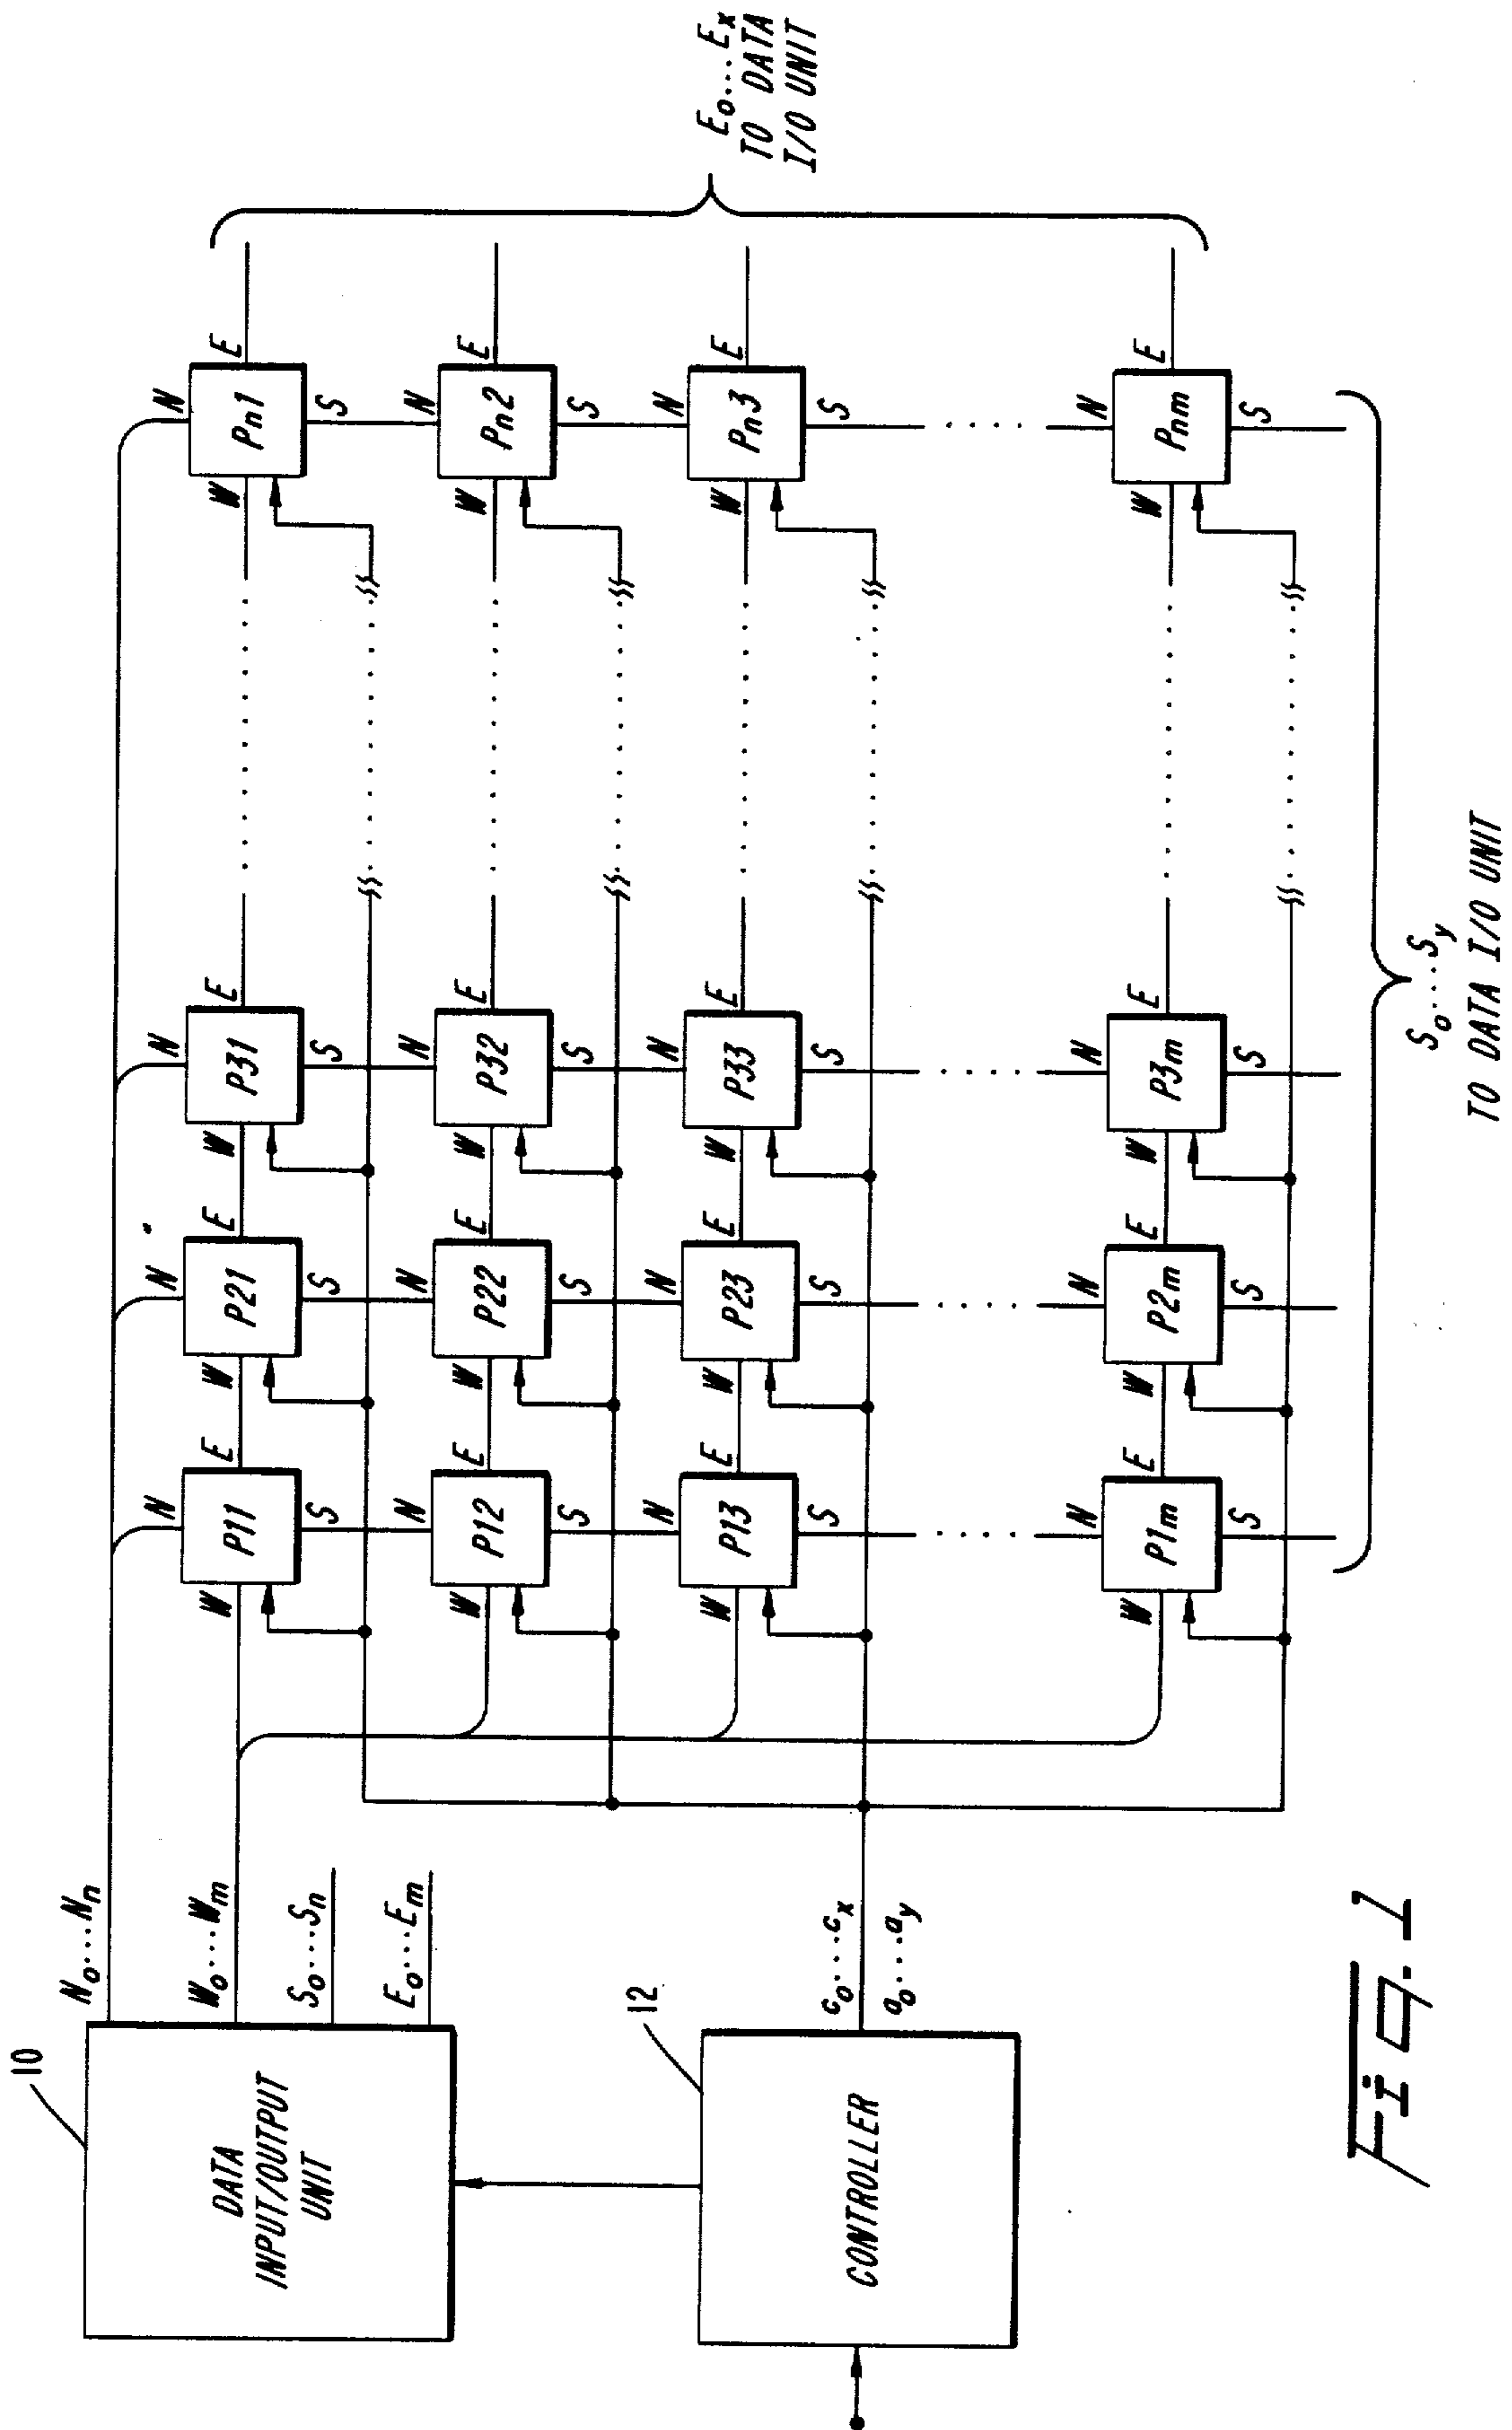 10
DATA
INPUT/OUTPUT
UNIT
N₀...Nₙ
W₀...Wₘ
S₀...Sₙ
E₀...Eₘ
12
CONTROLLER
c₀...cₓ
a₀...a_y
N N N N
W P11 E W P21 E W P31 E W Pn1 E
S S S S
N N N N
W P12 E W P22 E W P32 E W Pn2 E
S S S S
N N N N
W P13 E W P23 E W P33 E W Pn3 E
S S S S
N N N N
W P1m E W P2m E W P3m E W Pnm E
S S S S
E₀...Eₓ
TO DATA
I/O UNIT
S₀...S_y
TO DATA I/O UNIT
Fig. 1